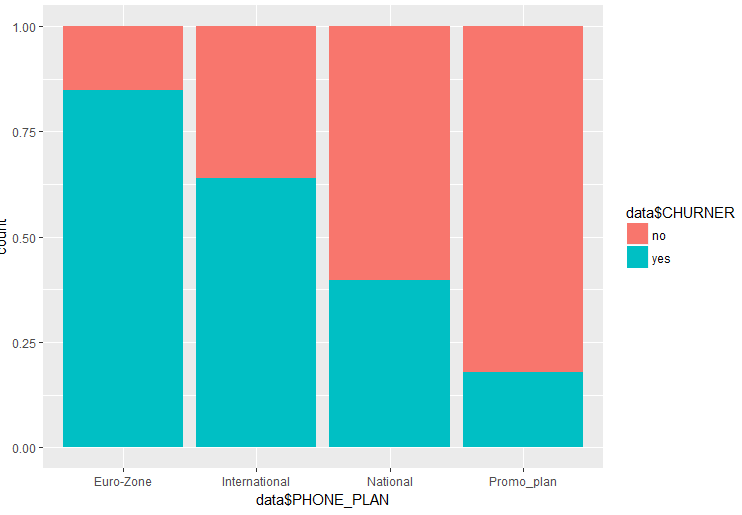 1.00
0.75
0.50
0.25
0.00
count
Euro-Zone International National Promo_plan
data$PHONE_PLAN
data$CHURNER
no
yes